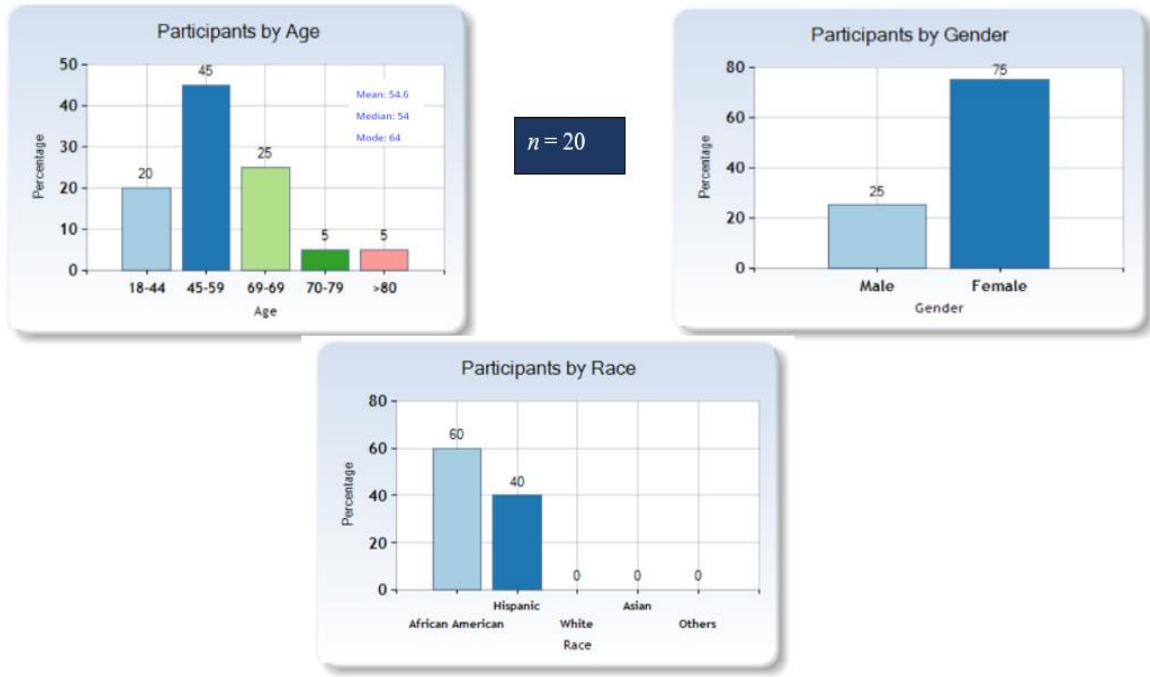 Participants by Age
50
40
30
20
10
0
Percentage
20
45
25
5
5
Mean: 54.6
Median: 54
Mode: 64
18-44 45-59 69-69 70-79 >80
Age
n = 20
Participants by Gender
80
60
40
20
0
Percentage
25
75
Male Female
Gender
Participants by Race
80
60
40
20
0
Percentage
60
40
0
0
0
Hispanic Asian
African American White Others
Race